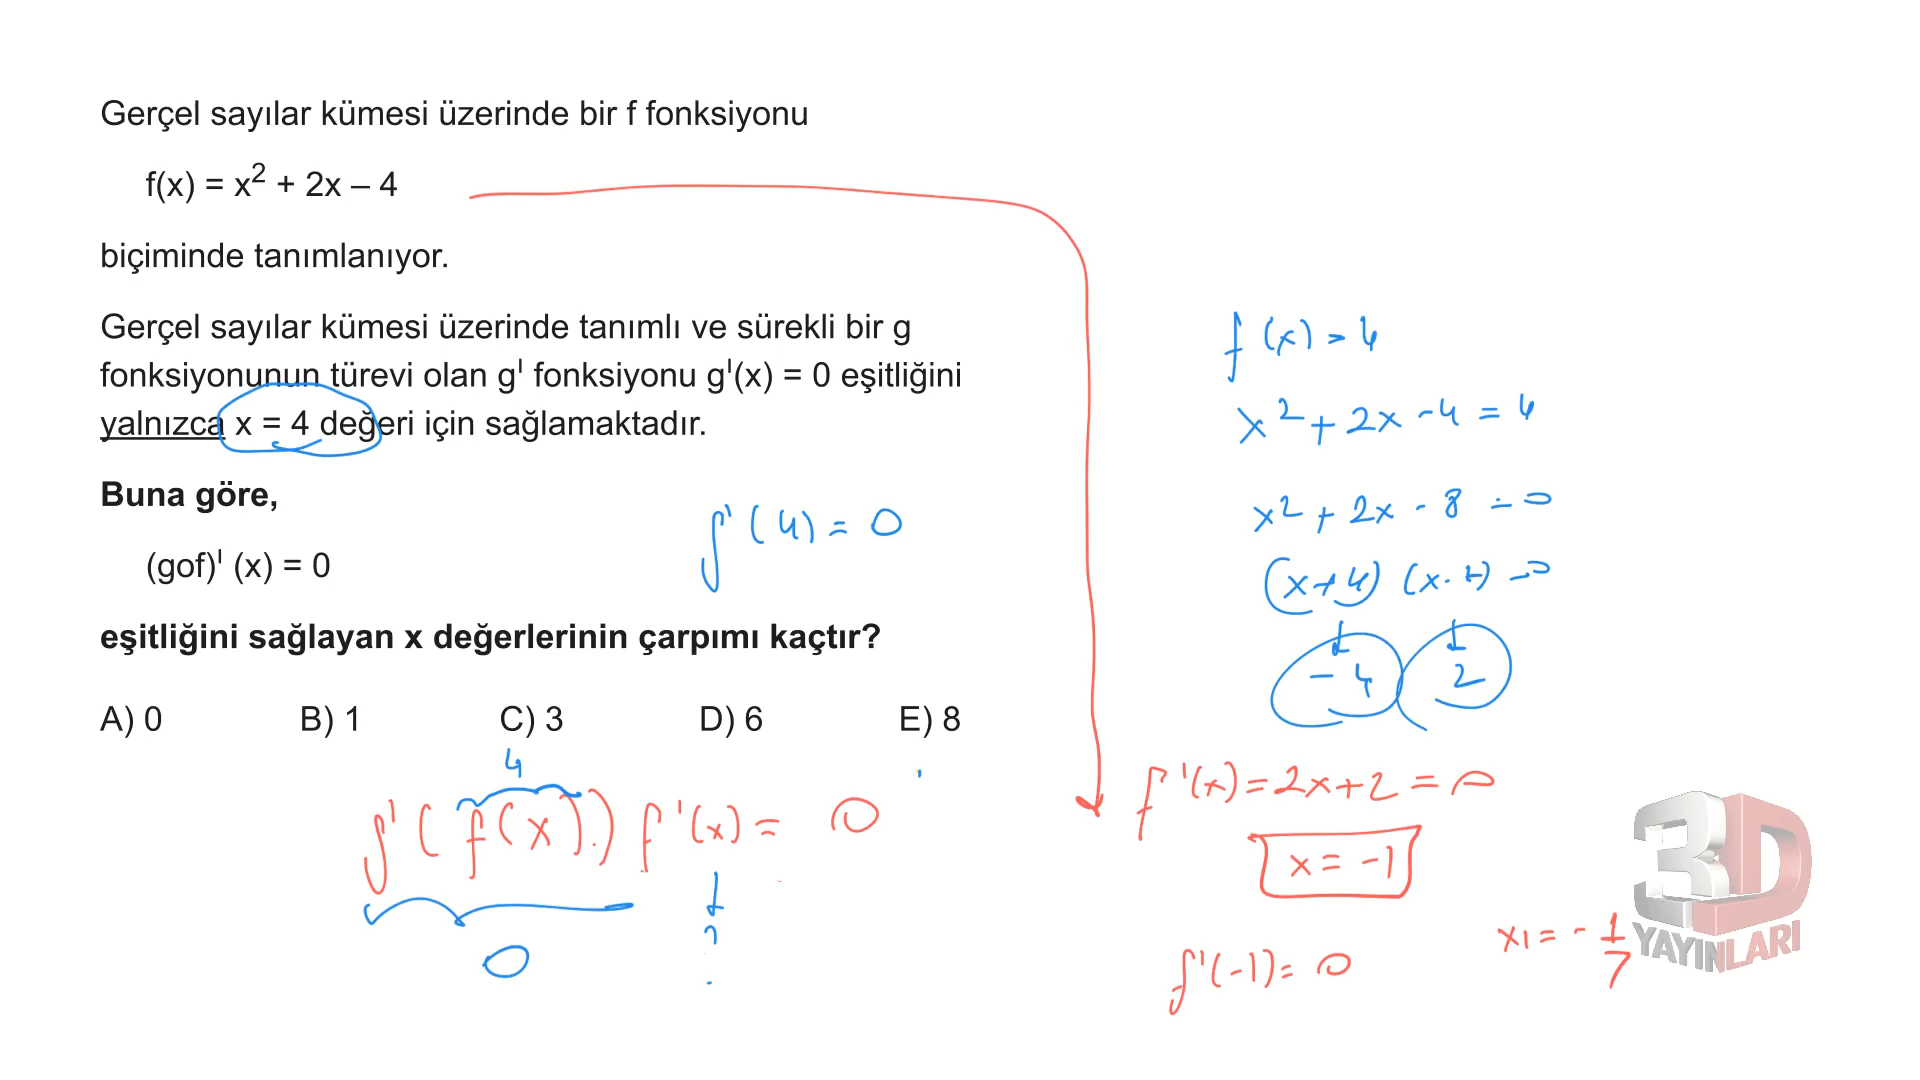 Gerçel sayılar kümesi üzerinde bir f fonksiyonu
f(x) = x² + 2x – 4
biçiminde tanımlanıyor.
Gerçel sayılar kümesi üzerinde tanımlı ve sürekli bir g
fonksiyonunun türevi olan g' fonksiyonu g'(x) = 0 eşitliğini
yalnızca x = 4 değeri için sağlamaktadır.
Buna göre,
(gof)' (x) = 0
eşitliğini sağlayan x değerlerinin çarpımı kaçtır?
A) 0 B) 1 C) 3 D) 6 E) 8
g'(4) = 0
4
g'(f(x)) f'(x) = 0
0 ?
f(x) = 4
x² + 2x - 4 = 4
x² + 2x - 8 = 0
(x+4) (x-2) = 0
-4 2
f'(x) = 2x+2 = 0
x = -1
g'(-1) = 0
3D
YAYINLARI